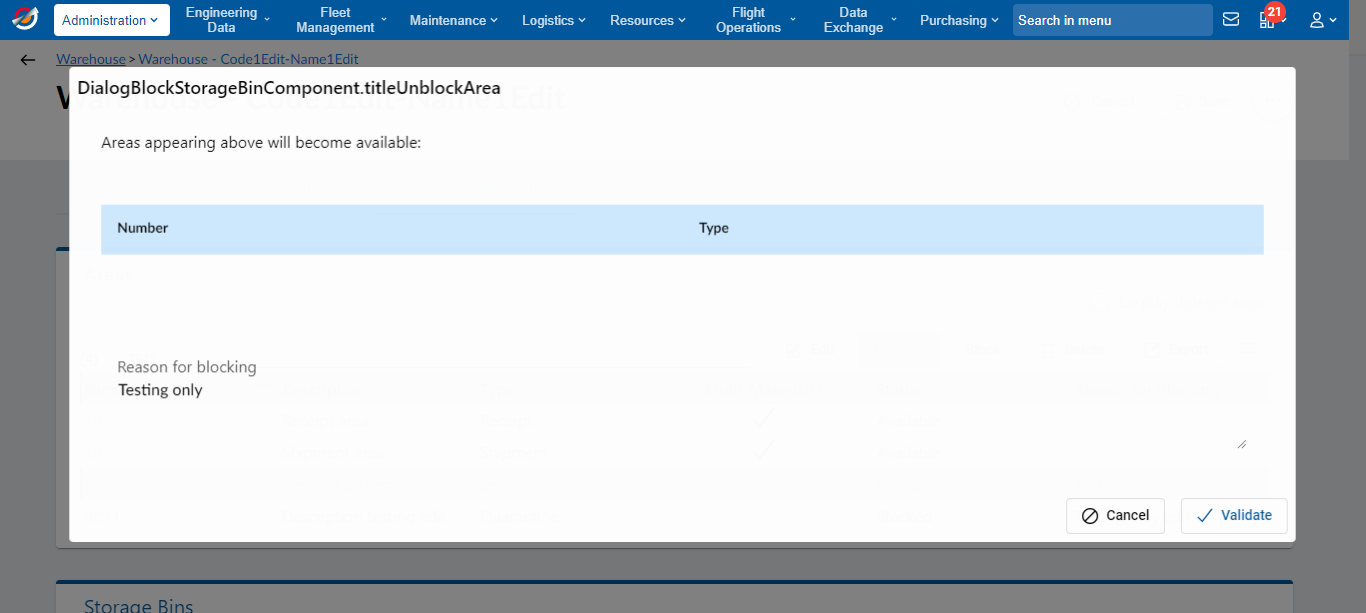 Administration
Engineering Data
Fleet Management
Maintenance
Logistics
Resources
Flight Operations
Data Exchange
Purchasing
Search in menu
21
Warehouse > Warehouse - Code1Edit-Name1Edit
Warehouse - Code1Edit-Name1Edit
DialogBlockStorageBinComponent.titleUnblockArea
Areas appearing above will become available:
Number Type
Reason for blocking
Testing only
Cancel Validate
Storage Bins